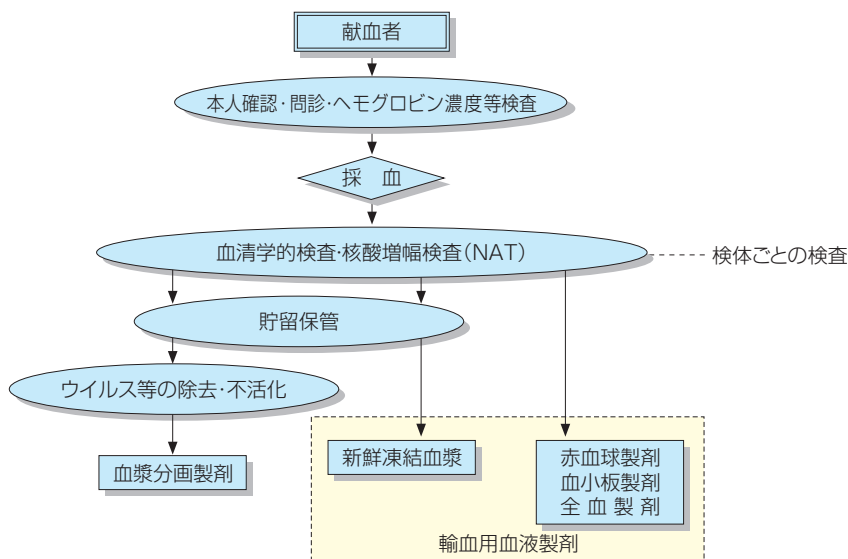 献血者
本人確認・問診・ヘモグロビン濃度等検査
採　血
血清学的検査・核酸増幅検査（NAT）
検体ごとの検査
貯留保管
ウイルス等の除去・不活化
血漿分画製剤
新鮮凍結血漿
赤血球製剤
血小板製剤
全 血 製 剤
輸血用血液製剤